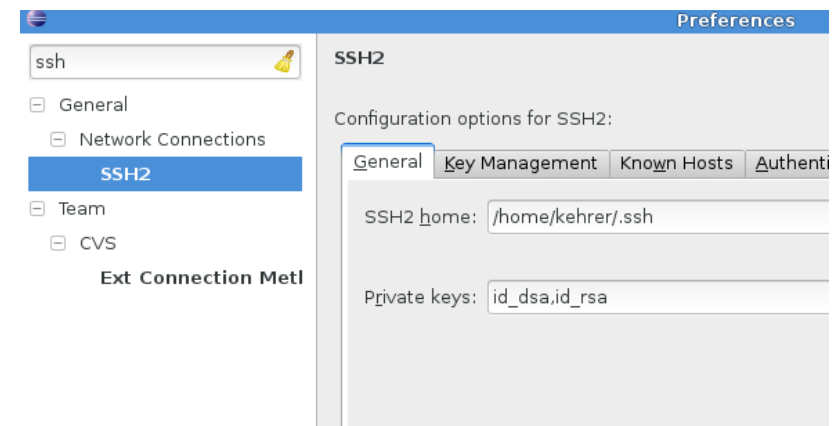 Preferences
ssh
General
Network Connections
SSH2
Team
CVS
Ext Connection Metl
SSH2
Configuration options for SSH2:
General Key Management Known Hosts Authenti
SSH2 home: /home/kehrer/.ssh
Private keys: id_dsa,id_rsa